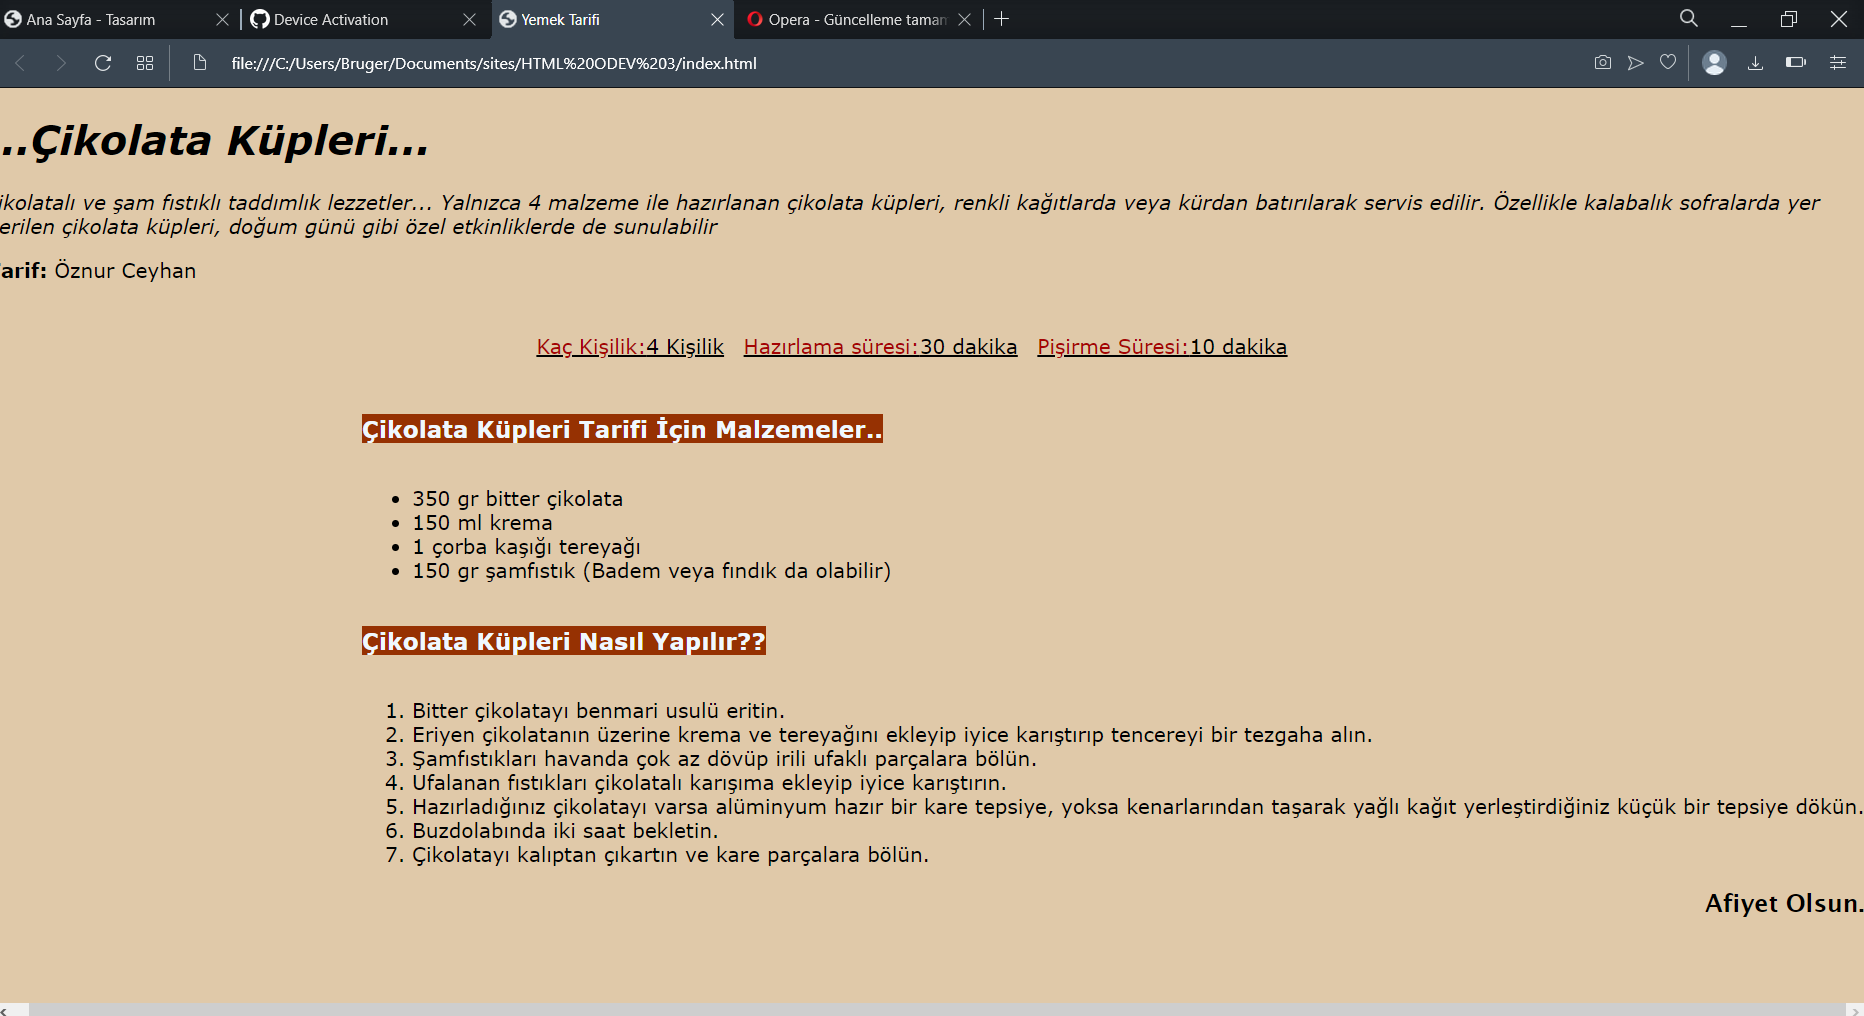 Ana Sayfa - Tasarım
Device Activation
Yemek Tarifi
Opera - Güncelleme tamam
file:///C:/Users/Bruger/Documents/sites/HTML%20ODEV%203/index.html
..Çikolata Küpleri...
ikolatalı ve şam fıstıklı taddımlık lezzetler... Yalnızca 4 malzeme ile hazırlanan çikolata küpleri, renkli kağıtlarda veya kürdan batırılarak servis edilir. Özellikle kalabalık sofralarda yer
erilen çikolata küpleri, doğum günü gibi özel etkinliklerde de sunulabilir
arif: Öznur Ceyhan
Kaç Kişilik:4 Kişilik Hazırlama süresi:30 dakika Pişirme Süresi:10 dakika
Çikolata Küpleri Tarifi İçin Malzemeler..
• 350 gr bitter çikolata
• 150 ml krema
• 1 çorba kaşığı tereyağı
• 150 gr şamfıstık (Badem veya fındık da olabilir)
Çikolata Küpleri Nasıl Yapılır??
1. Bitter çikolatayı benmari usulü eritin.
2. Eriyen çikolatanın üzerine krema ve tereyağını ekleyip iyice karıştırıp tencereyi bir tezgaha alın.
3. Şamfıstıkları havanda çok az dövüp irili ufaklı parçalara bölün.
4. Ufalanan fıstıkları çikolatalı karışıma ekleyip iyice karıştırın.
5. Hazırladığınız çikolatayı varsa alüminyum hazır bir kare tepsiye, yoksa kenarlarından taşarak yağlı kağıt yerleştirdiğiniz küçük bir tepsiye dökün.
6. Buzdolabında iki saat bekletin.
7. Çikolatayı kalıptan çıkartın ve kare parçalara bölün.
Afiyet Olsun.